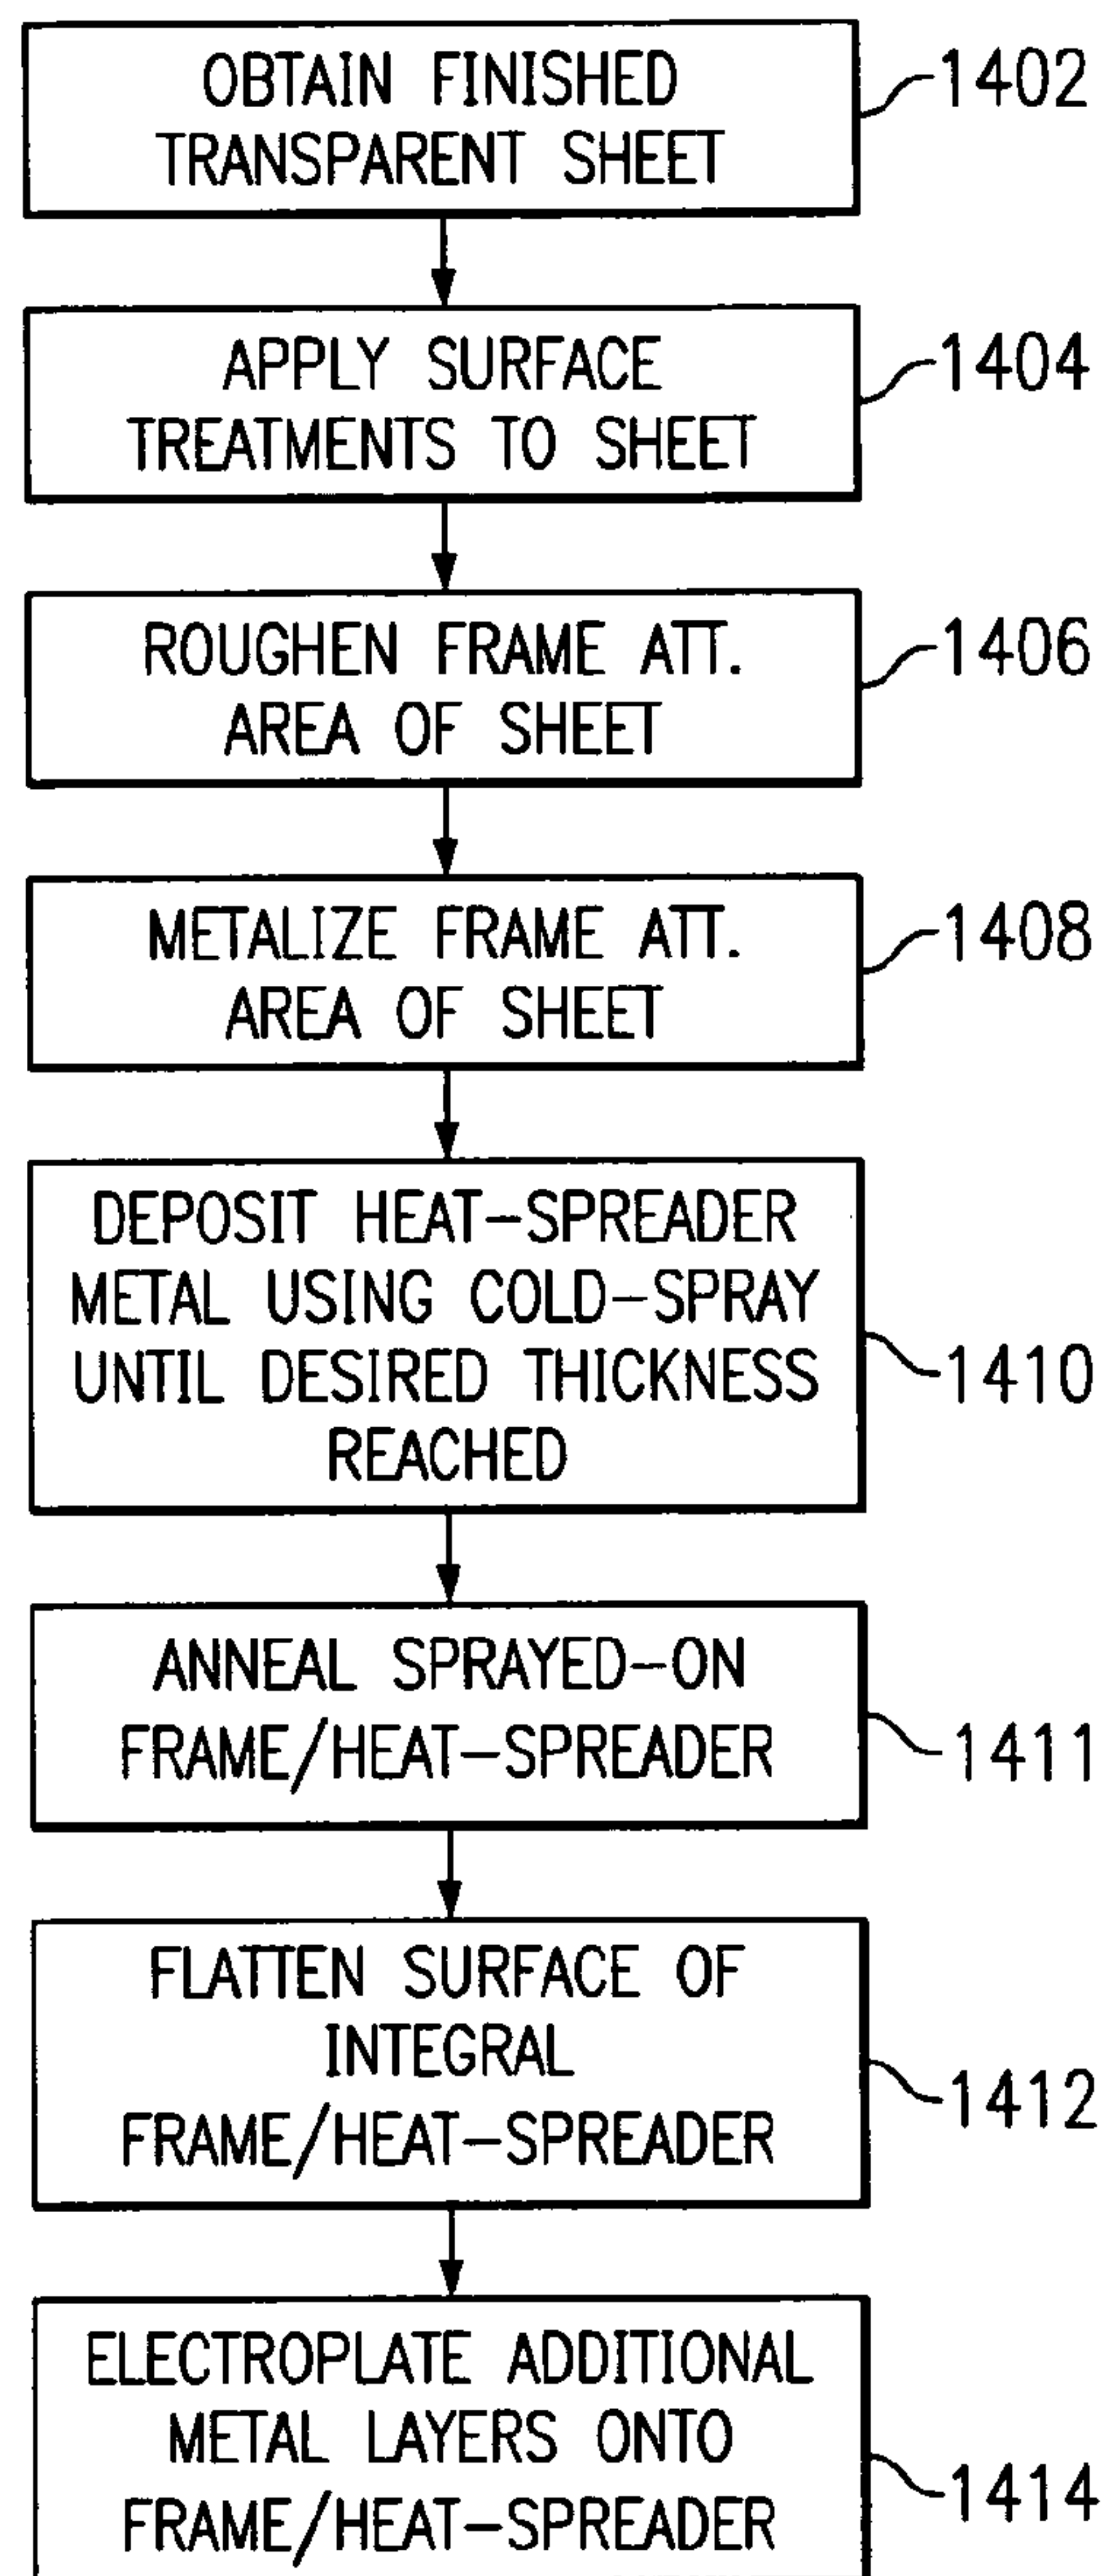 OBTAIN FINISHED
TRANSPARENT SHEET
1402
APPLY SURFACE
TREATMENTS TO SHEET
1404
ROUGHEN FRAME ATT.
AREA OF SHEET
1406
METALIZE FRAME ATT.
AREA OF SHEET
1408
DEPOSIT HEAT-SPREADER
METAL USING COLD-SPRAY
UNTIL DESIRED THICKNESS
REACHED
1410
ANNEAL SPRAYED-ON
FRAME/HEAT-SPREADER
1411
FLATTEN SURFACE OF
INTEGRAL
FRAME/HEAT-SPREADER
1412
ELECTROPLATE ADDITIONAL
METAL LAYERS ONTO
FRAME/HEAT-SPREADER
1414